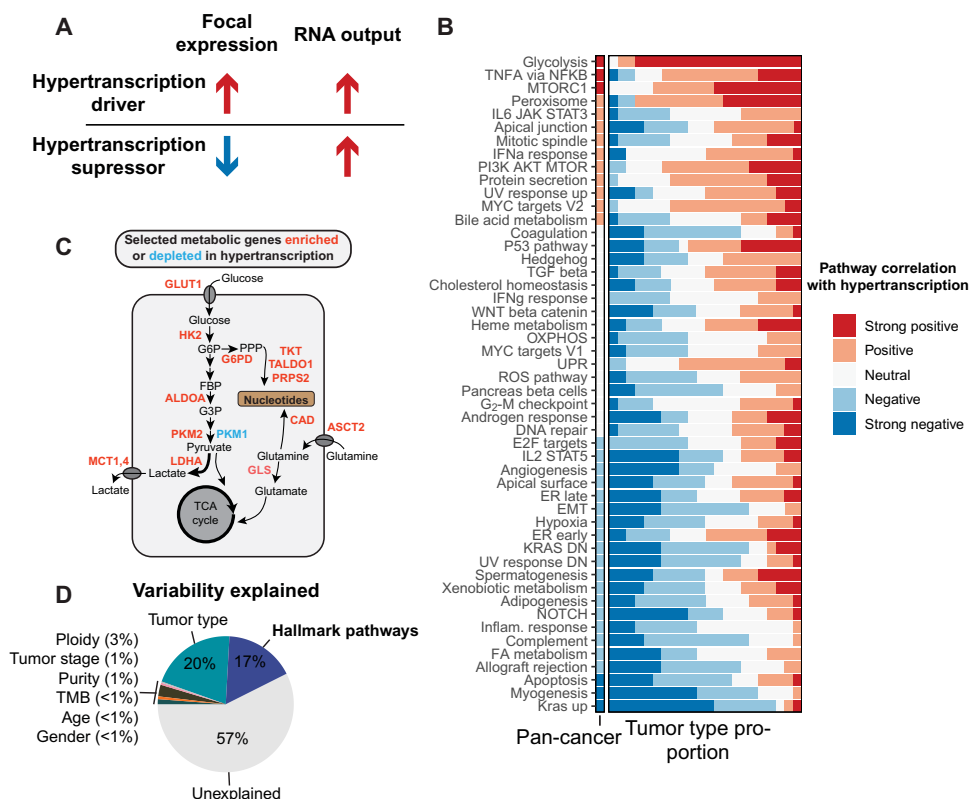 A
Focal
expression
RNA output
Hypertranscription
driver
Hypertranscription
supressor
B
Glycolysis
TNFA via NFKB
MTORC1
Peroxisome
IL6 JAK STAT3
Apical junction
Mitotic spindle
IFNa response
PI3K AKT MTOR
Protein secretion
UV response up
MYC targets V2
Bile acid metabolism
Coagulation
P53 pathway
Hedgehog
TGF beta
Cholesterol homeostasis
IFNg response
WNT beta catenin
Heme metabolism
OXPHOS
MYC targets V1
UPR
ROS pathway
Pancreas beta cells
G₂-M checkpoint
Androgen response
DNA repair
E2F targets
IL2 STAT5
Angiogenesis
Apical surface
ER late
EMT
Hypoxia
ER early
KRAS DN
UV response DN
Spermatogenesis
Xenobiotic metabolism
Adipogenesis
NOTCH
Inflam. response
Complement
FA metabolism
Allograft rejection
Apoptosis
Myogenesis
Kras up
Pan-cancer
Tumor type pro-
portion
Pathway correlation
with hypertranscription
Strong positive
Positive
Neutral
Negative
Strong negative
C
Selected metabolic genes enriched
or depleted in hypertranscription
GLUT1
Glucose
Glucose
HK2
G6P
PPP
G6PD
TKT
TALDO1
PRPS2
FBP
ALDOA
G3P
Nucleotides
CAD
ASCT2
PKM2
PKM1
Pyruvate
Glutamine
Glutamine
MCT1,4
LDHA
GLS
Lactate
Lactate
Glutamate
TCA
cycle
D
Variability explained
Tumor type
Hallmark pathways
Ploidy (3%)
Tumor stage (1%)
Purity (1%)
TMB (<1%)
Age (<1%)
Gender (<1%)
20%
17%
57%
Unexplained